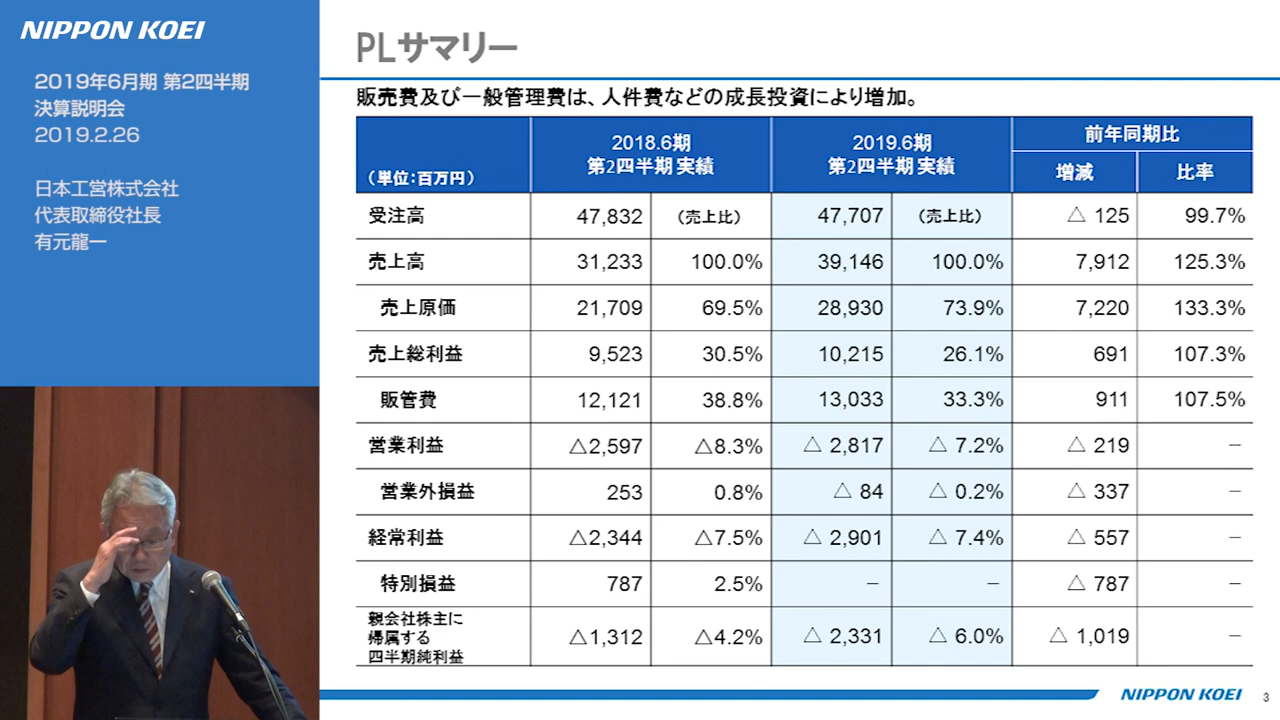 NIPPON KOEI
2019年6月期 第2四半期
決算説明会
2019.2.26
日本工営株式会社
代表取締役社長
有元龍一
PLサマリー
販売費及び一般管理費は、人件費などの成長投資により増加。
（単位：百万円） 2018.6期 第2四半期 実績 2019.6期 第2四半期 実績 前年同期比
増減 比率
受注高 47,832 （売上比） 47,707 （売上比） △ 125 99.7%
売上高 31,233 100.0% 39,146 100.0% 7,912 125.3%
売上原価 21,709 69.5% 28,930 73.9% 7,220 133.3%
売上総利益 9,523 30.5% 10,215 26.1% 691 107.3%
販管費 12,121 38.8% 13,033 33.3% 911 107.5%
営業利益 △2,597 △8.3% △ 2,817 △ 7.2% △ 219 −
営業外損益 253 0.8% △ 84 △ 0.2% △ 337 −
経常利益 △2,344 △7.5% △ 2,901 △ 7.4% △ 557 −
特別損益 787 2.5% − − △ 787 −
親会社株主に
帰属する
四半期純利益 △1,312 △4.2% △ 2,331 △ 6.0% △ 1,019 −
NIPPON KOEI 3